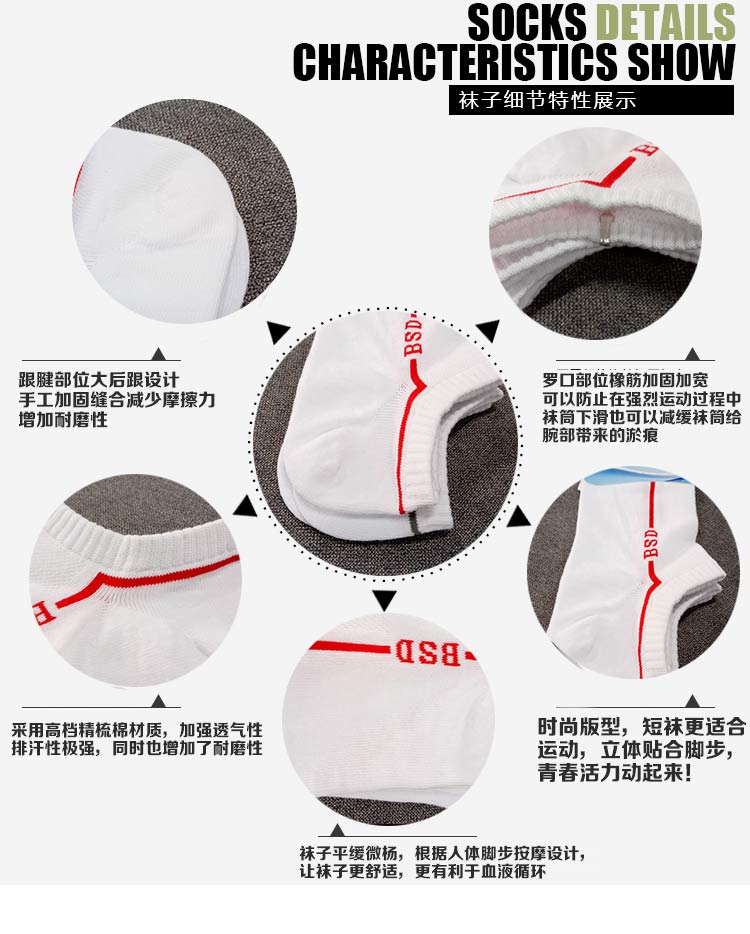 SOCKS DETAILS
CHARACTERISTICS SHOW
袜子细节特性展示
跟腱部位大后跟设计
手工加固缝合减少摩擦力
增加耐磨性
罗口部位橡筋加固加宽
可以防止在强烈运动过程中
袜筒下滑也可以减缓袜筒给
腕部带来的淤痕
BSD
BSD
采用高档精梳棉材质，加强透气性
排汗性极强，同时也增加了耐磨性
BSD
时尚版型，短袜更适合
运动，立体贴合脚步，
青春活力动起来！
袜子平缓微杨，根据人体脚步按摩设计，
让袜子更舒适，更有利于血液循环